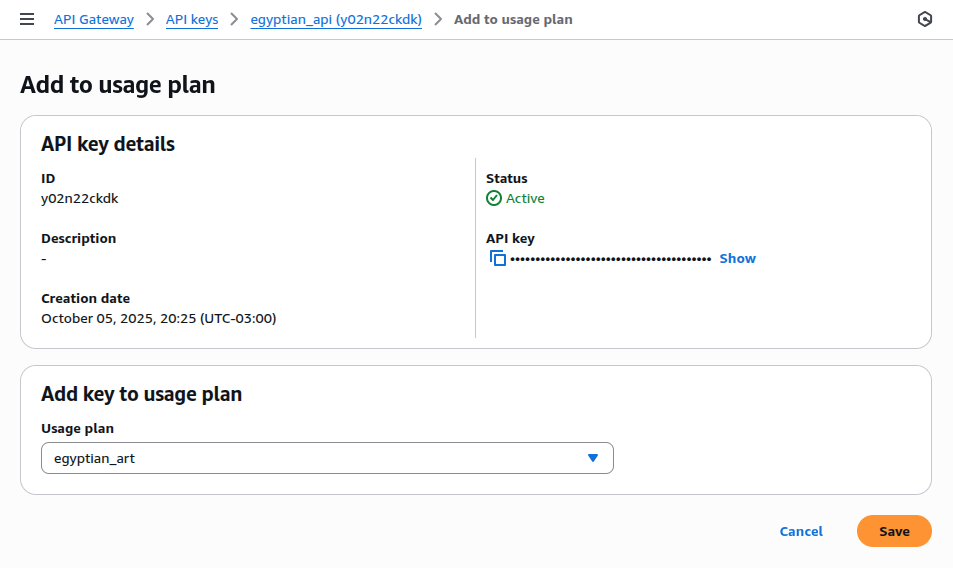 API Gateway > API keys > egyptian_api (y02n22ckdk) > Add to usage plan
Add to usage plan
API key details
ID
y02n22ckdk
Description
-
Creation date
October 05, 2025, 20:25 (UTC-03:00)
Status
Active
API key
•••••••••••••••••••••••••••••••••••••••• Show
Add key to usage plan
Usage plan
egyptian_art
Cancel Save